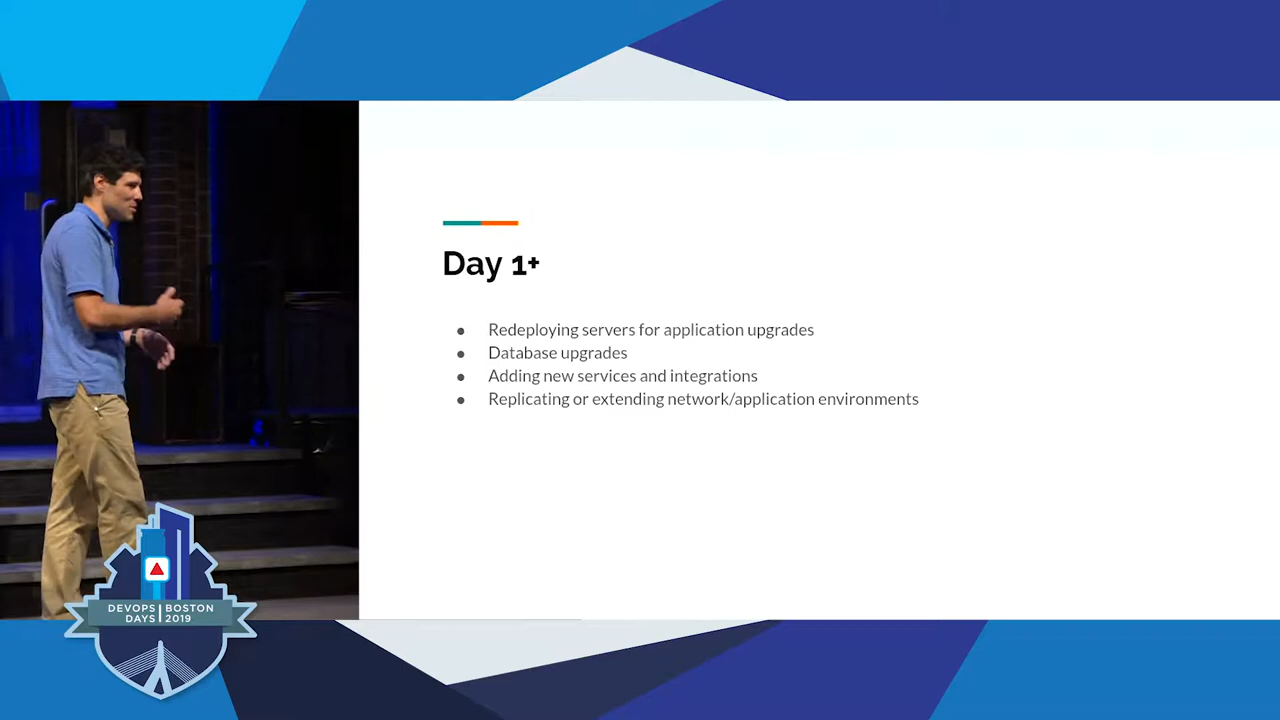 Day 1+
● Redeploying servers for application upgrades
● Database upgrades
● Adding new services and integrations
● Replicating or extending network/application environments
DEVOPS DAYS | BOSTON 2019